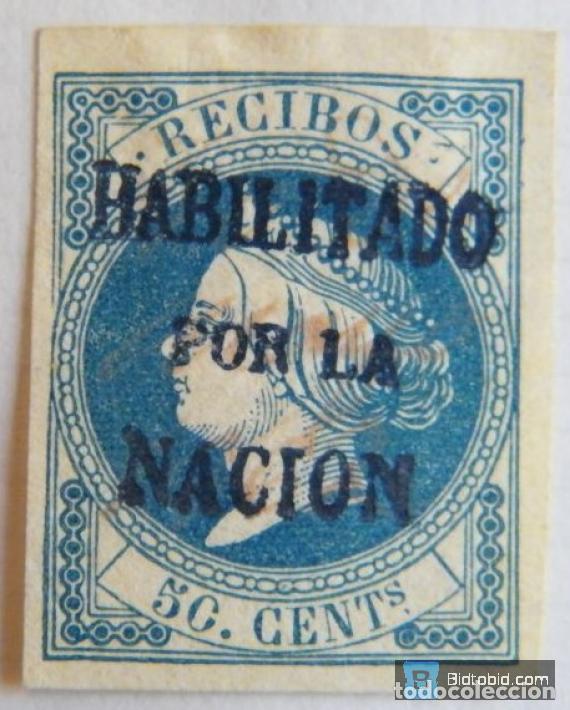 · RECIBOS ·
HABILITADO
POR LA
NACION
50. CENTS
Bidtobid.com
todocoleccion